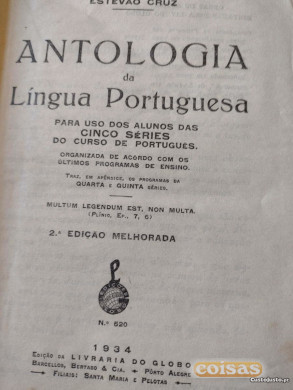 ESTEVÃO CRUZ
ANTOLOGIA
da
Língua Portuguesa
PARA USO DOS ALUNOS DAS
CINCO SÉRIES
DO CURSO DE PORTUGUÊS.
ORGANIZADA DE ACORDO COM OS
ÚLTIMOS PROGRAMAS DE ENSINO.
TRAZ, EM APÊNDICE, OS PROGRAMAS DA
QUARTA E QUINTA SÉRIES.
MULTUM LEGENDUM EST, NON MULTA.
(PLÍNIO, EP., 7, 6)
2.ª EDIÇÃO MELHORADA
N.º 620
1934
EDIÇÃO DA LIVRARIA DO GLOBO
BARCELLOS, BERTASO & CIA. - PÔRTO ALEGRE
FILIAIS: SANTA MARIA E PELOTAS
coisas